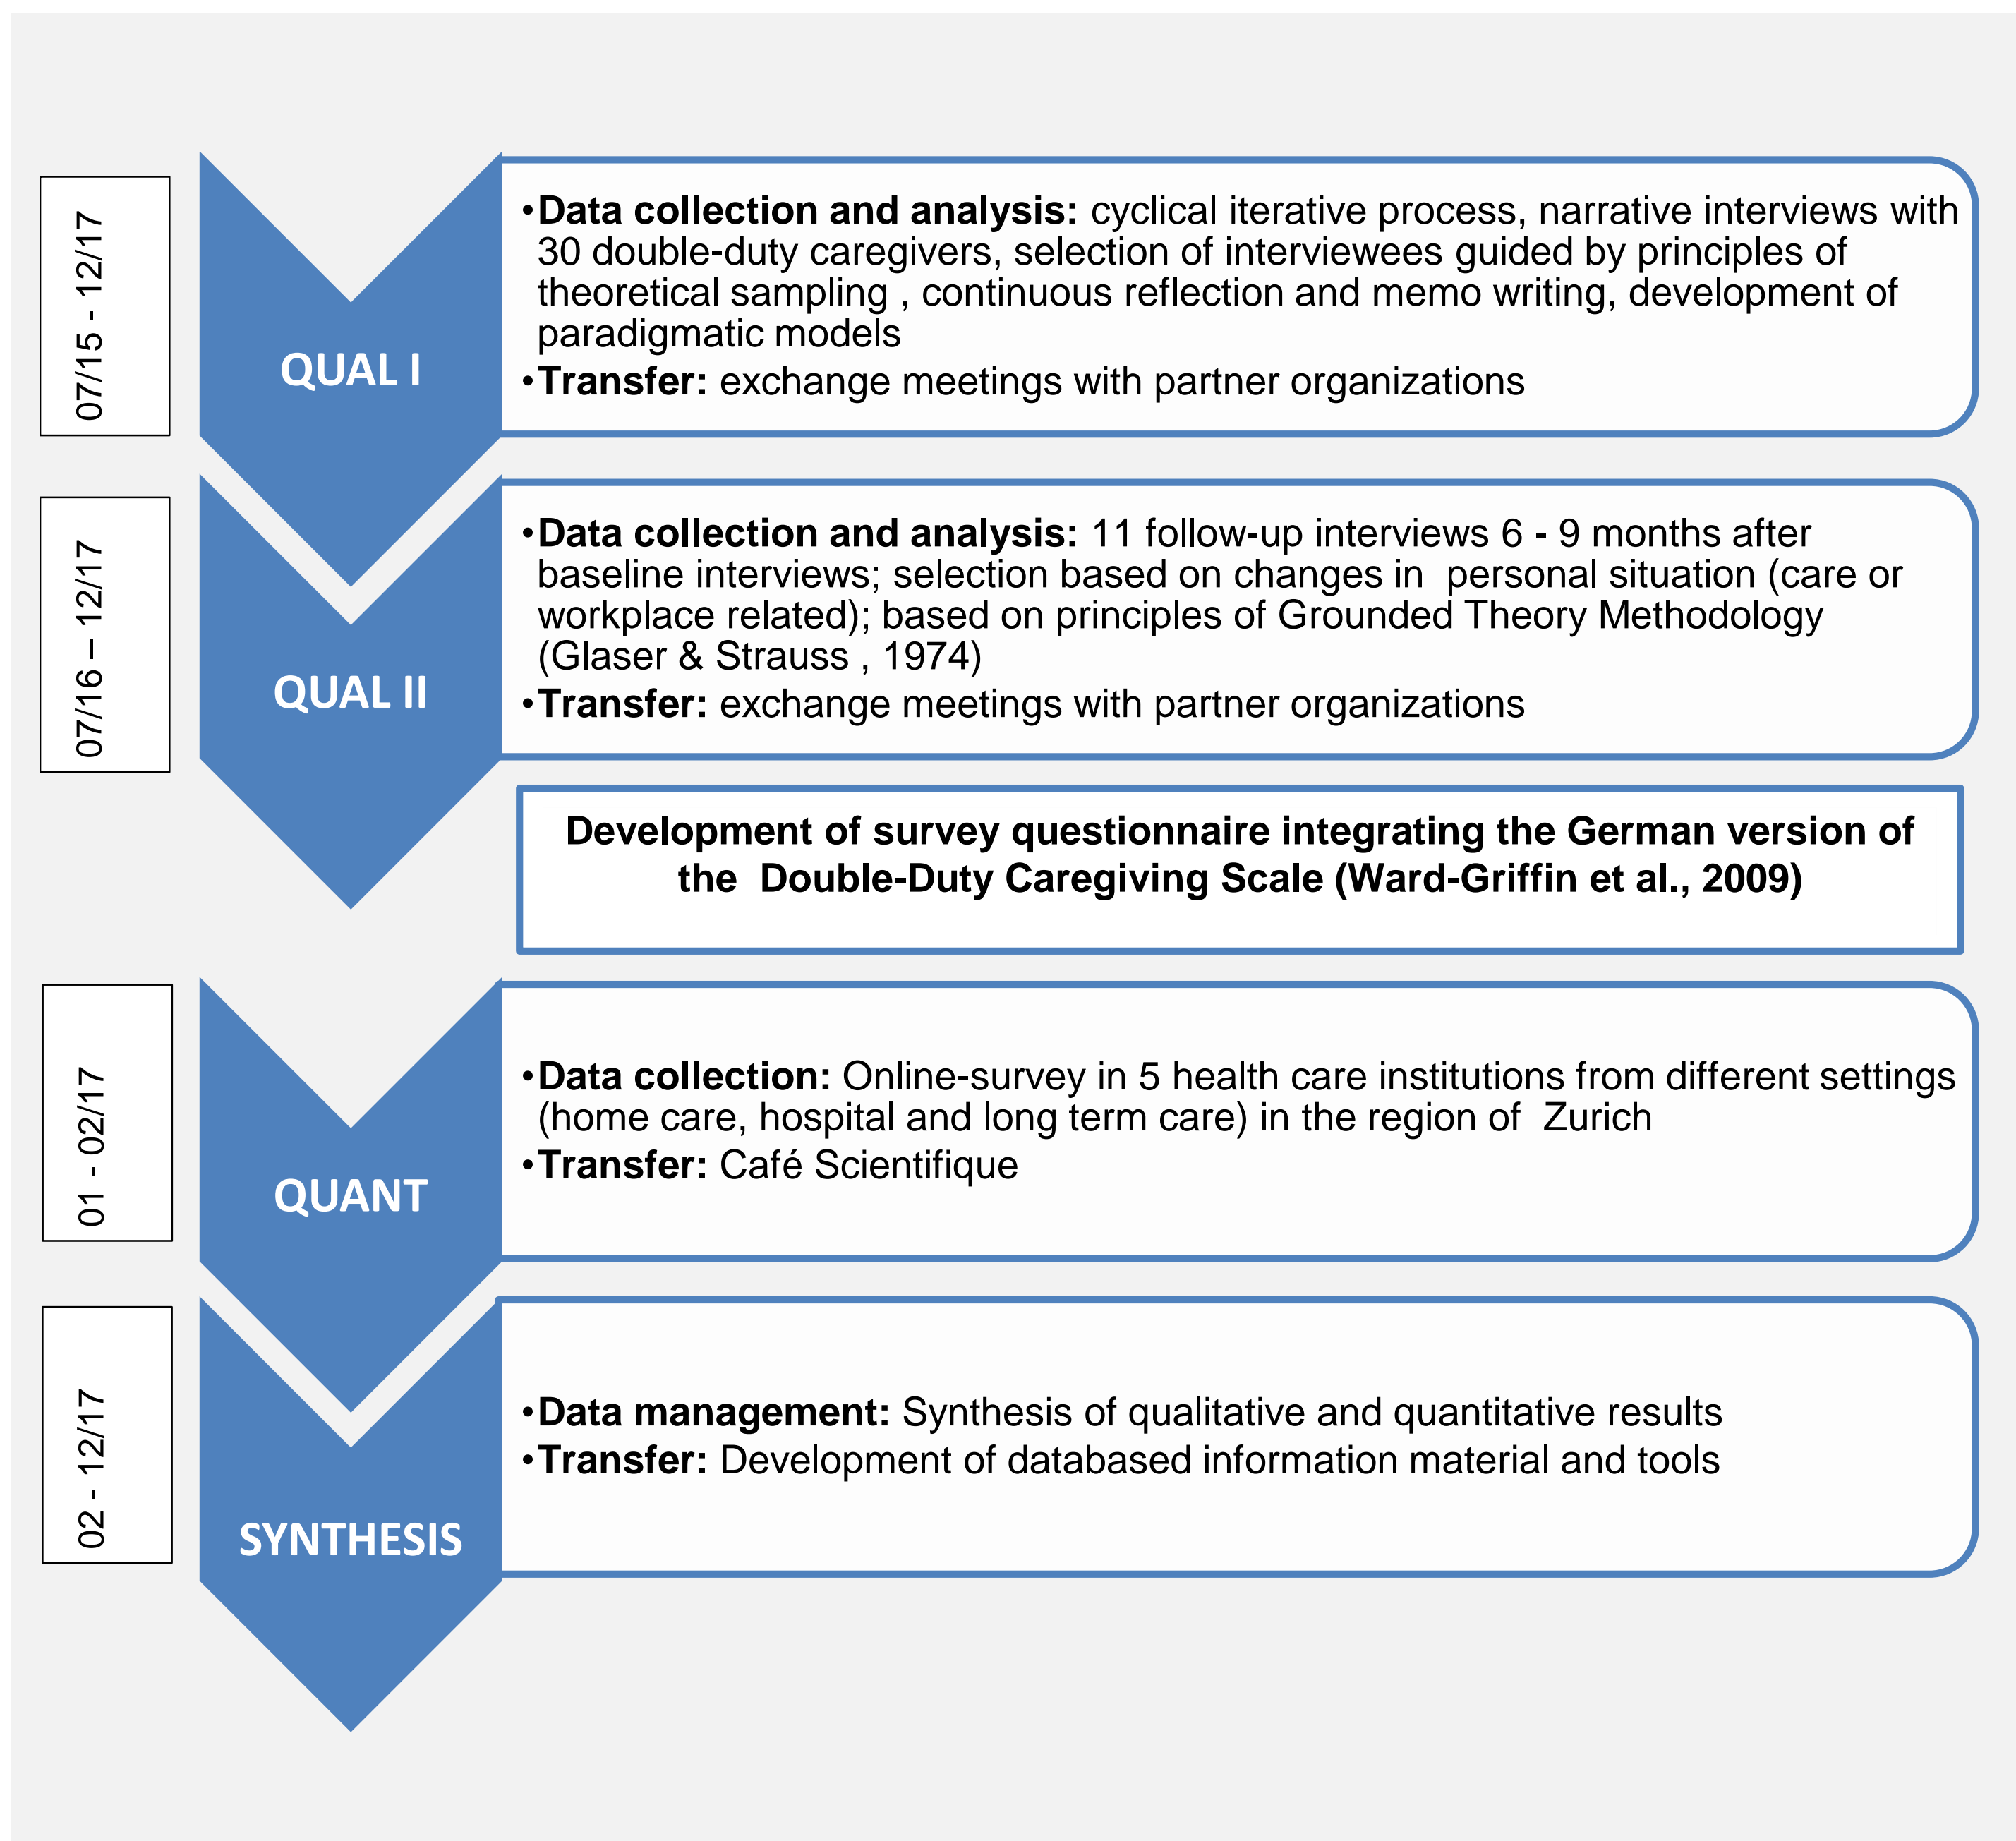 07/15 - 12/17
QUAL I
•Data collection and analysis: cyclical iterative process, narrative interviews with
30 double-duty caregivers, selection of interviewees guided by principles of
theoretical sampling , continuous reflection and memo writing, development of
paradigmatic models
•Transfer: exchange meetings with partner organizations
07/16 – 12/17
QUAL II
•Data collection and analysis: 11 follow-up interviews 6 - 9 months after
baseline interviews; selection based on changes in  personal situation (care or
workplace related); based on principles of Grounded Theory Methodology
(Glaser & Strauss , 1974)
•Transfer: exchange meetings with partner organizations
Development of survey questionnaire integrating the German version of
the  Double-Duty Caregiving Scale (Ward-Griffin et al., 2009)
01 - 02/17
QUANT
•Data collection: Online-survey in 5 health care institutions from different settings
(home care, hospital and long term care) in the region of  Zurich
•Transfer: Café Scientifique
02 - 12/17
SYNTHESIS
•Data management: Synthesis of qualitative and quantitative results
•Transfer: Development of databased information material and tools